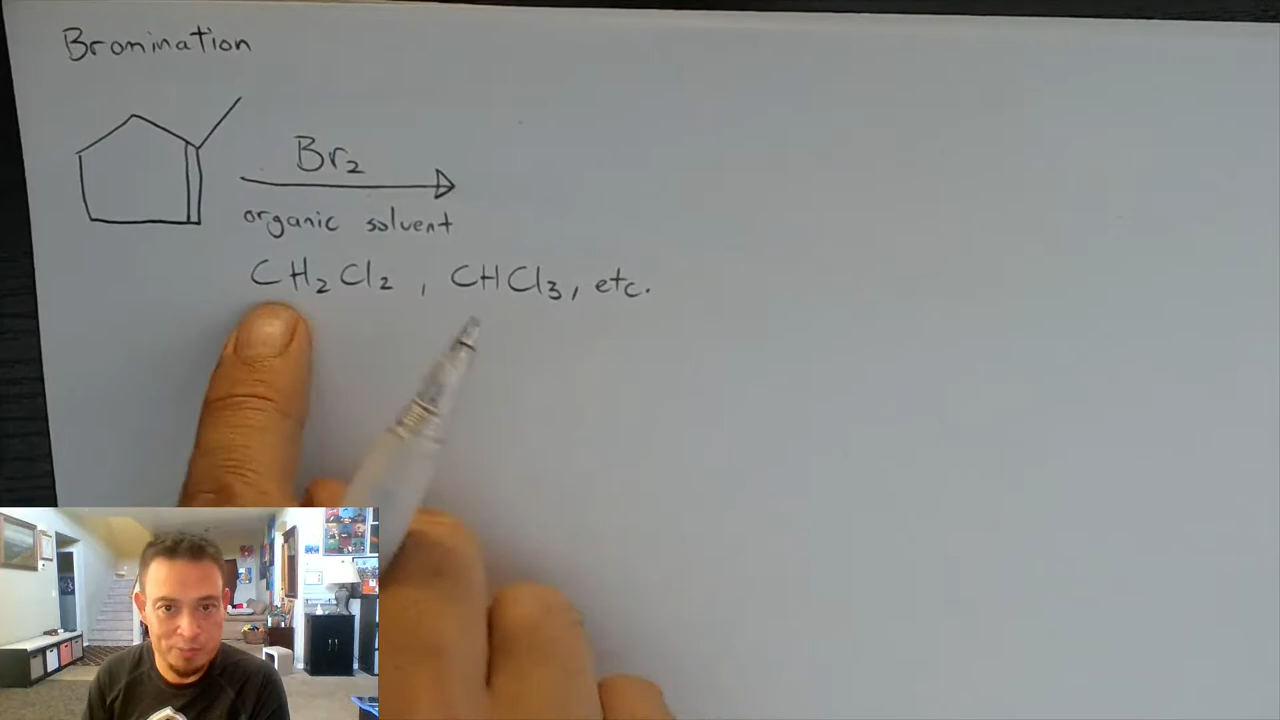 Bromination
Br₂
organic solvent
CH₂Cl₂, CHCl₃, etc.